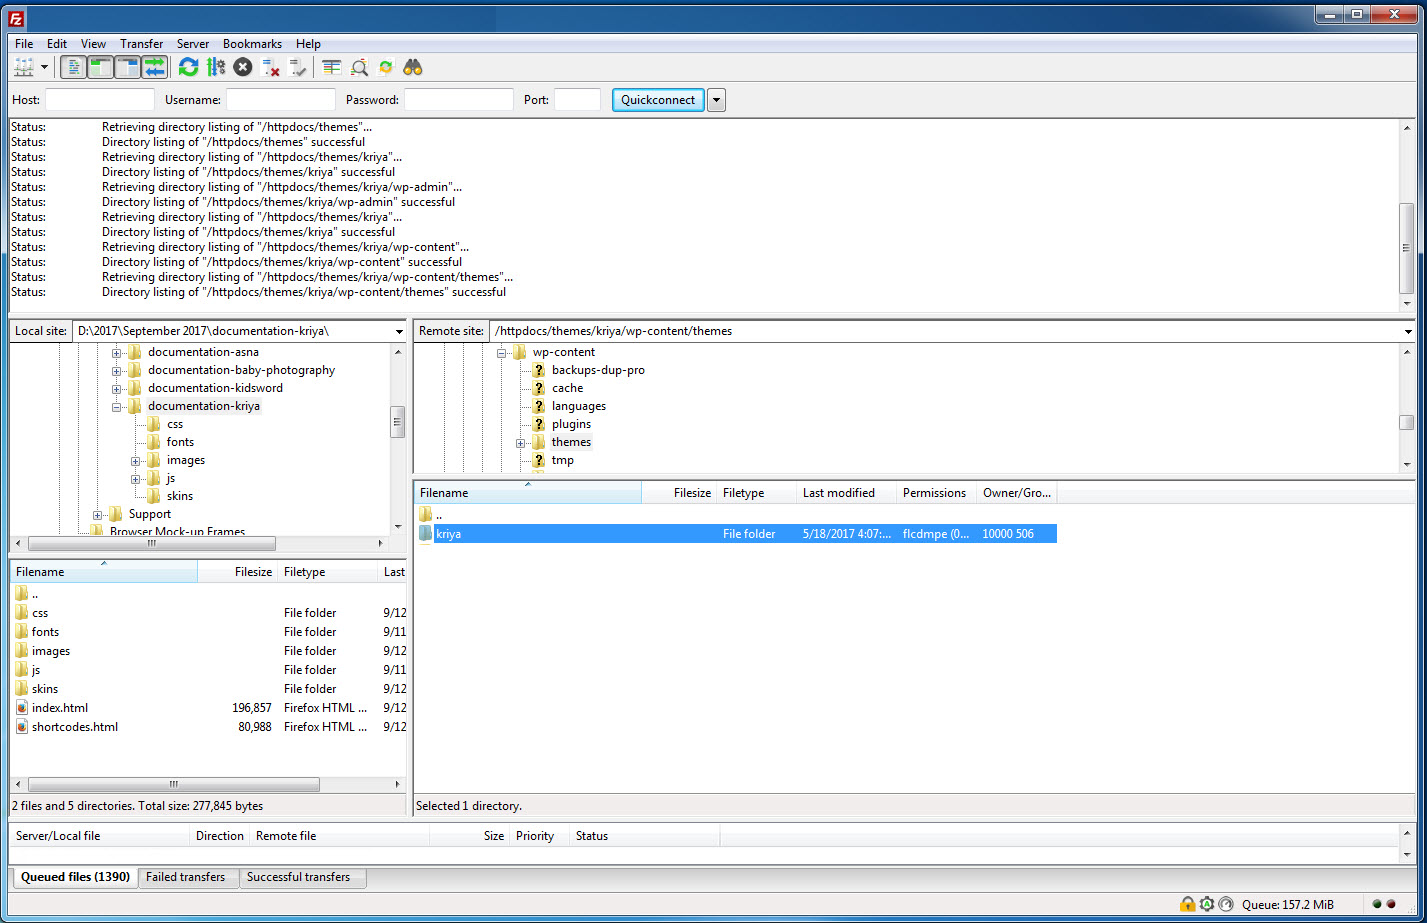 Fz
File Edit View Transfer Server Bookmarks Help
Host: Username: Password: Port: Quickconnect
Status: Retrieving directory listing of "/httpdocs/themes"...
Status: Directory listing of "/httpdocs/themes" successful
Status: Retrieving directory listing of "/httpdocs/themes/kriya"...
Status: Directory listing of "/httpdocs/themes/kriya" successful
Status: Retrieving directory listing of "/httpdocs/themes/kriya/wp-admin"...
Status: Directory listing of "/httpdocs/themes/kriya/wp-admin" successful
Status: Retrieving directory listing of "/httpdocs/themes/kriya"...
Status: Directory listing of "/httpdocs/themes/kriya" successful
Status: Retrieving directory listing of "/httpdocs/themes/kriya/wp-content"...
Status: Directory listing of "/httpdocs/themes/kriya/wp-content" successful
Status: Retrieving directory listing of "/httpdocs/themes/kriya/wp-content/themes"...
Status: Directory listing of "/httpdocs/themes/kriya/wp-content/themes" successful
Local site: D:\2017\September 2017\documentation-kriya\
documentation-asna
documentation-baby-photography
documentation-kidsword
documentation-kriya
css
fonts
images
js
skins
Support
Browser Mock-up Frames
Filename Filesize Filetype Last
..
css File folder 9/12
fonts File folder 9/11
images File folder 9/12
js File folder 9/11
skins File folder 9/12
index.html 196,857 Firefox HTML ... 9/12
shortcodes.html 80,988 Firefox HTML ... 9/12
2 files and 5 directories. Total size: 277,845 bytes
Remote site: /httpdocs/themes/kriya/wp-content/themes
wp-content
backups-dup-pro
cache
languages
plugins
themes
tmp
Filename Filesize Filetype Last modified Permissions Owner/Gro...
..
kriya File folder 5/18/2017 4:07:... flcdmpe (0... 10000 506
Selected 1 directory.
Server/Local file Direction Remote file Size Priority Status
Queued files (1390) Failed transfers Successful transfers
Queue: 157.2 MiB